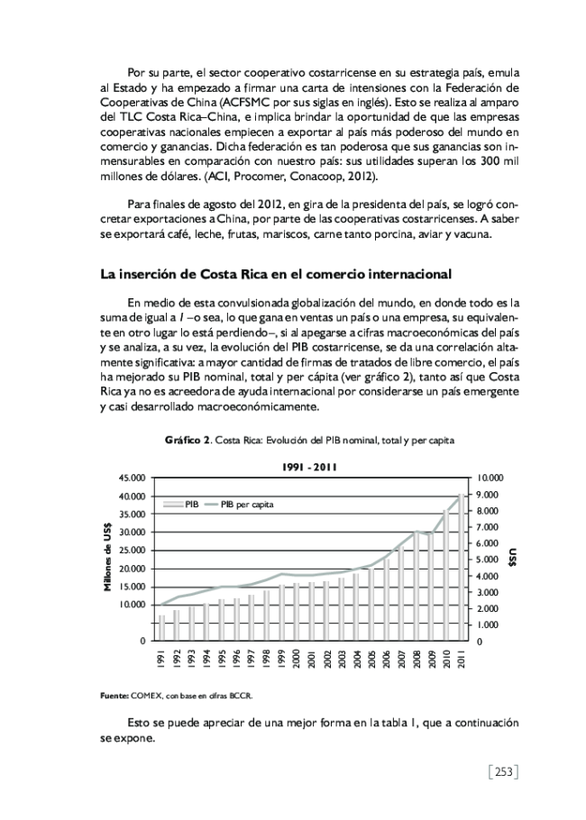 Por su parte, el sector cooperativo costarricense en su estrategia país, emula
al Estado y ha empezado a firmar una carta de intensiones con la Federación de
Cooperativas de China (ACFSMC por sus siglas en inglés). Esto se realiza al amparo
del TLC Costa Rica–China, e implica brindar la oportunidad de que las empresas
cooperativas nacionales empiecen a exportar al país más poderoso del mundo en
comercio y ganancias. Dicha federación es tan poderosa que sus ganancias son in-
mensurables en comparación con nuestro país: sus utilidades superan los 300 mil
millones de dólares. (ACI, Procomer, Conacoop, 2012).
Para finales de agosto del 2012, en gira de la presidenta del país, se logró con-
cretar exportaciones a China, por parte de las cooperativas costarricenses. A saber
se exportará café, leche, frutas, mariscos, carne tanto porcina, aviar y vacuna.
La inserción de Costa Rica en el comercio internacional
En medio de esta convulsionada globalización del mundo, en donde todo es la
suma de igual a 1 –o sea, lo que gana en ventas un país o una empresa, su equivalen-
te en otro lugar lo está perdiendo–, si al apegarse a cifras macroeconómicas del país
y se analiza, a su vez, la evolución del PIB costarricense, se da una correlación alta-
mente significativa: a mayor cantidad de firmas de tratados de libre comercio, el país
ha mejorado su PIB nominal, total y per cápita (ver gráfico 2), tanto así que Costa
Rica ya no es acreedora de ayuda internacional por considerarse un país emergente
y casi desarrollado macroeconómicamente.
Gráfico 2. Costa Rica: Evolución del PIB nominal, total y per capita
1991 - 2011
45.000
40.000
35.000
30.000
25.000
20.000
15.000
10.000
0
Millones de US$
PIB
PIB per capita
10.000
9.000
8.000
7.000
6.000
5.000
4.000
3.000
2.000
1.000
0
US$
1991 1992 1993 1994 1995 1996 1997 1998 1999 2000 2001 2002 2003 2004 2005 2006 2007 2008 2009 2010 2011
Fuente: COMEX, con base en cifras BCCR.
Esto se puede apreciar de una mejor forma en la tabla 1, que a continuación
se expone.
[253]